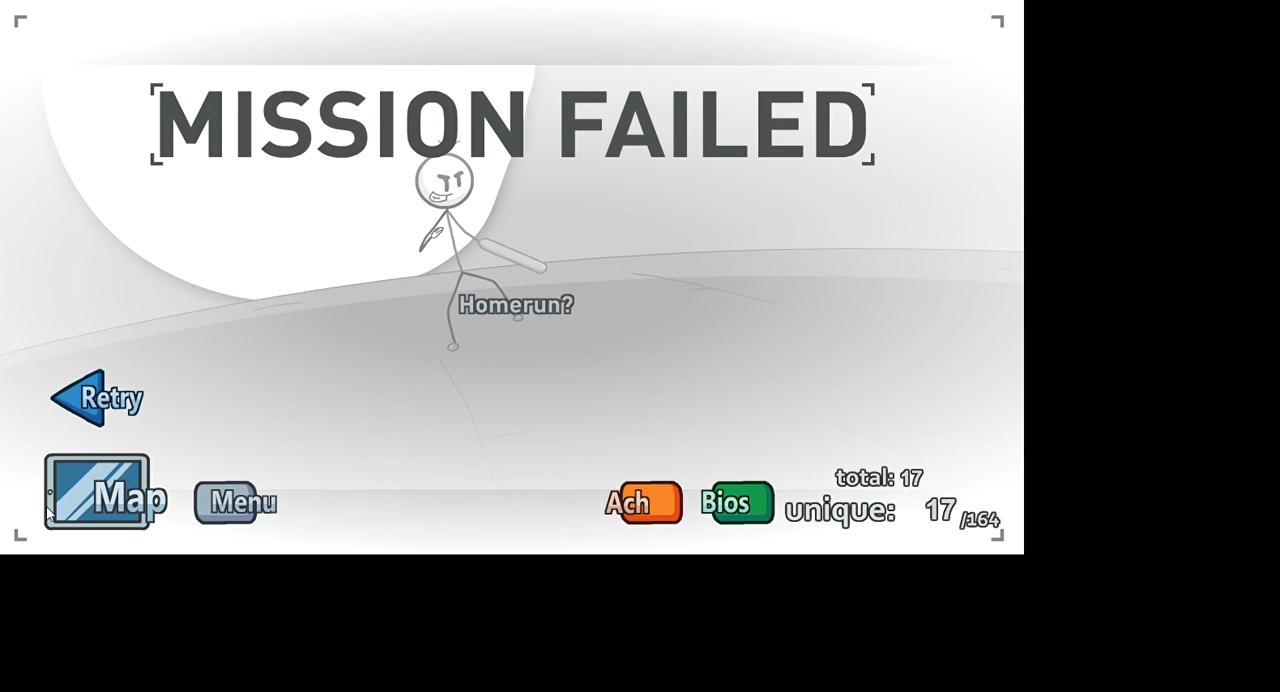 MISSION FAILED
Homerun?
Retry
Map
Menu
Ach
Bios
total: 17
unique: 17 /164